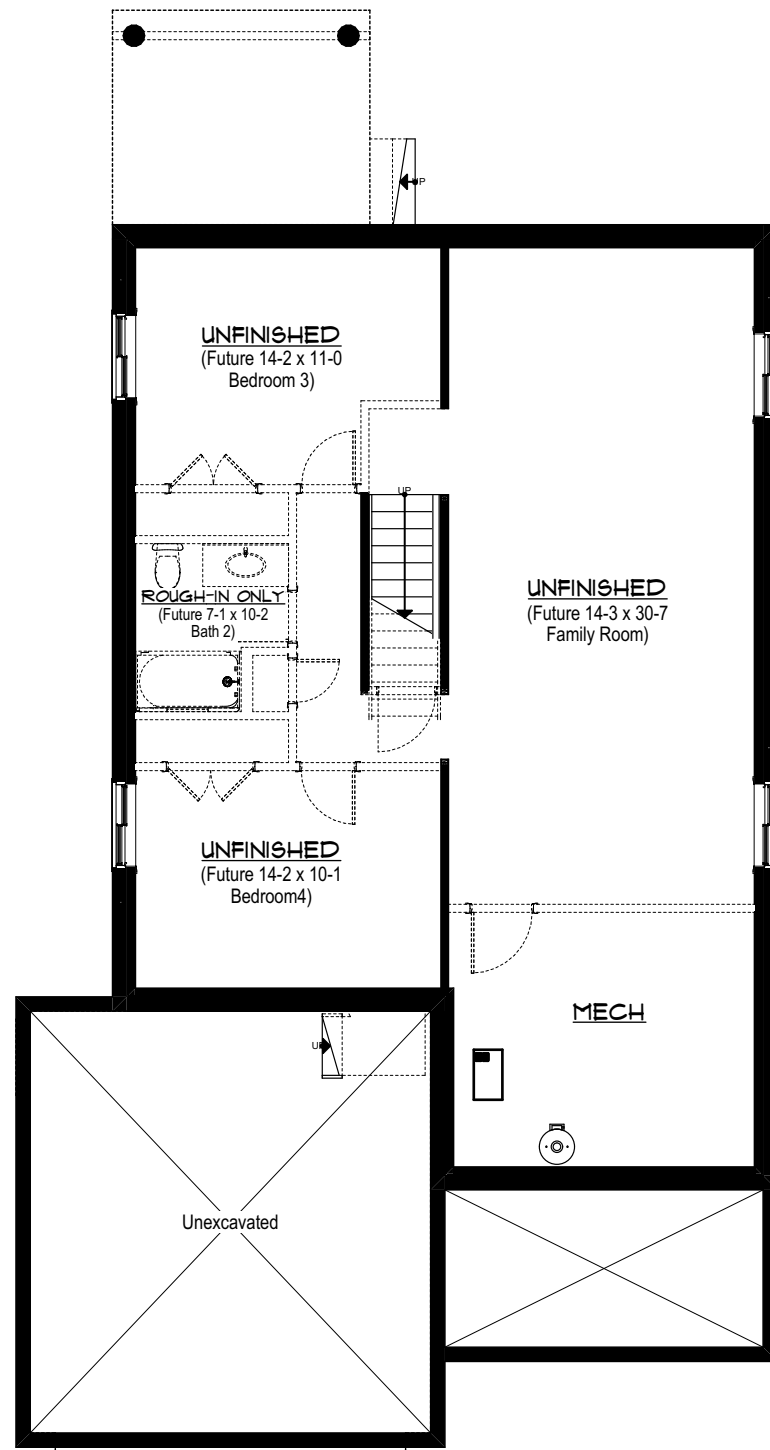 UP
UNFINISHED
(Future 14-2 x 11-0
Bedroom 3)
UP
ROUGH-IN ONLY
(Future 7-1 x 10-2
Bath 2)
UNFINISHED
(Future 14-3 x 30-7
Family Room)
UNFINISHED
(Future 14-2 x 10-1
Bedroom4)
MECH
UP
Unexcavated